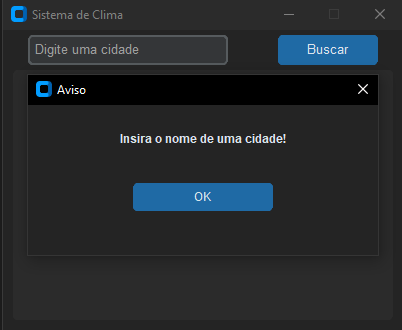 Sistema de Clima
Digite uma cidade
Buscar
Aviso
Insira o nome de uma cidade!
OK